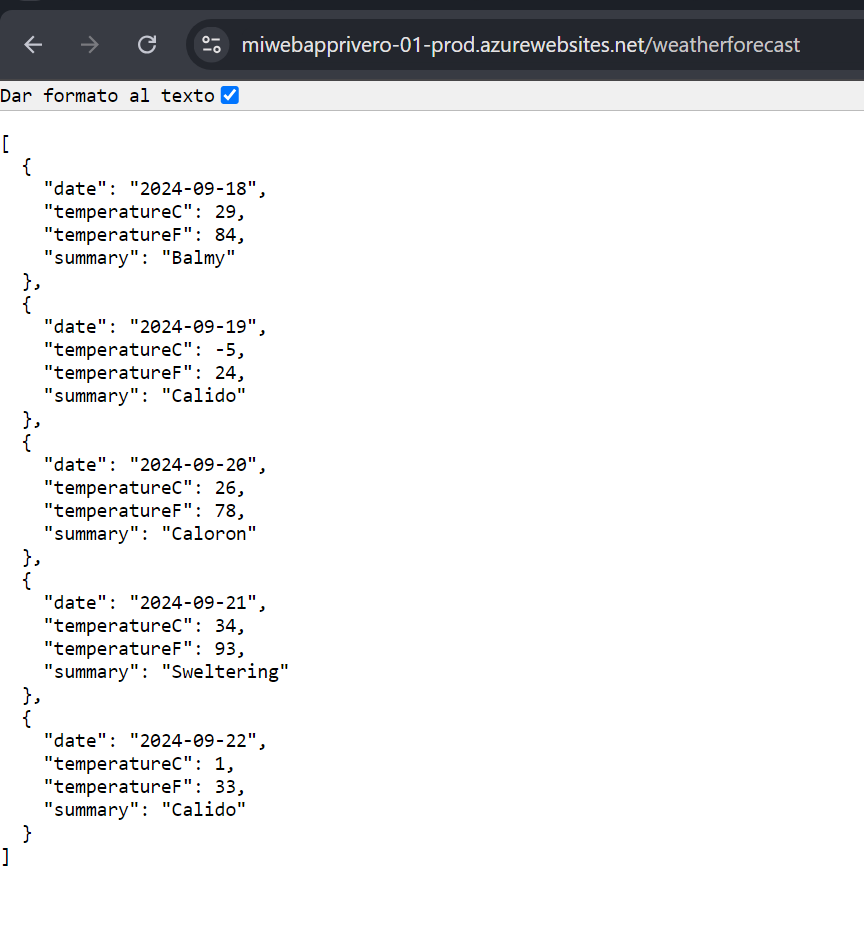 miwebapprivero-01-prod.azurewebsites.net/weatherforecast
Dar formato al texto
[
  {
    "date": "2024-09-18",
    "temperatureC": 29,
    "temperatureF": 84,
    "summary": "Balmy"
  },
  {
    "date": "2024-09-19",
    "temperatureC": -5,
    "temperatureF": 24,
    "summary": "Calido"
  },
  {
    "date": "2024-09-20",
    "temperatureC": 26,
    "temperatureF": 78,
    "summary": "Caloron"
  },
  {
    "date": "2024-09-21",
    "temperatureC": 34,
    "temperatureF": 93,
    "summary": "Sweltering"
  },
  {
    "date": "2024-09-22",
    "temperatureC": 1,
    "temperatureF": 33,
    "summary": "Calido"
  }
]